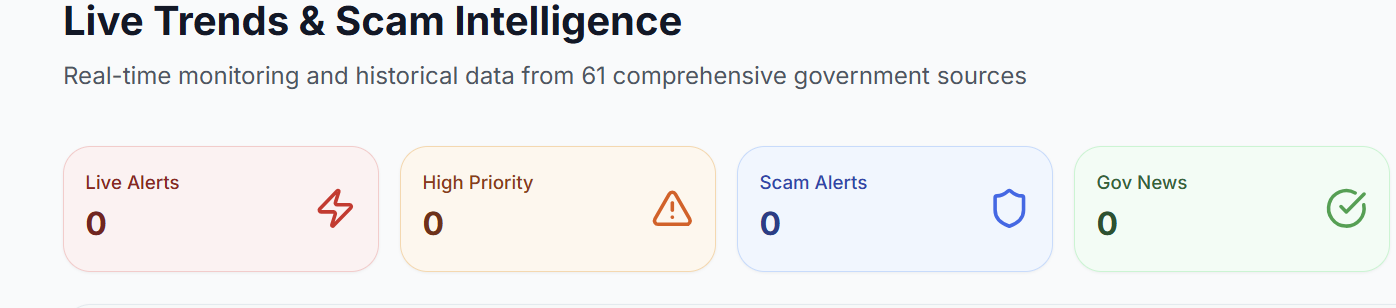 Live Trends & Scam Intelligence
Real-time monitoring and historical data from 61 comprehensive government sources
Live Alerts
0
High Priority
0
Scam Alerts
0
Gov News
0